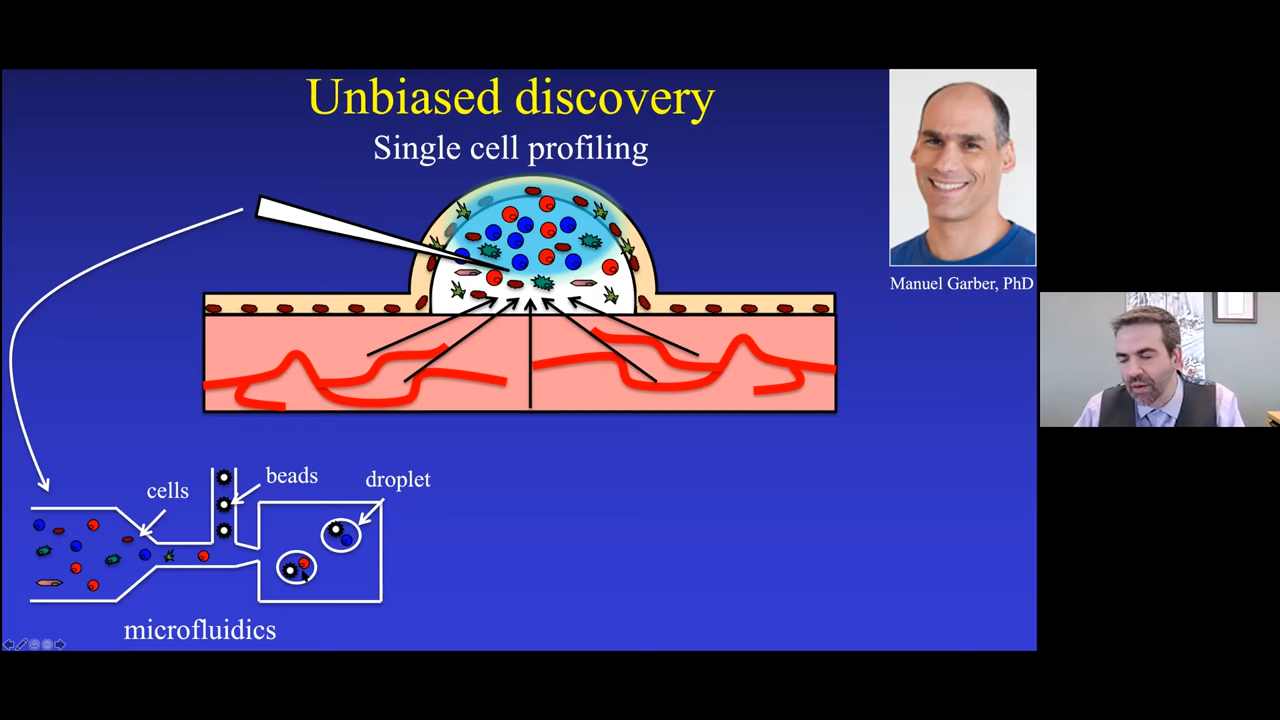 Unbiased discovery
Single cell profiling
Manuel Garber, PhD
cells
beads
droplet
microfluidics